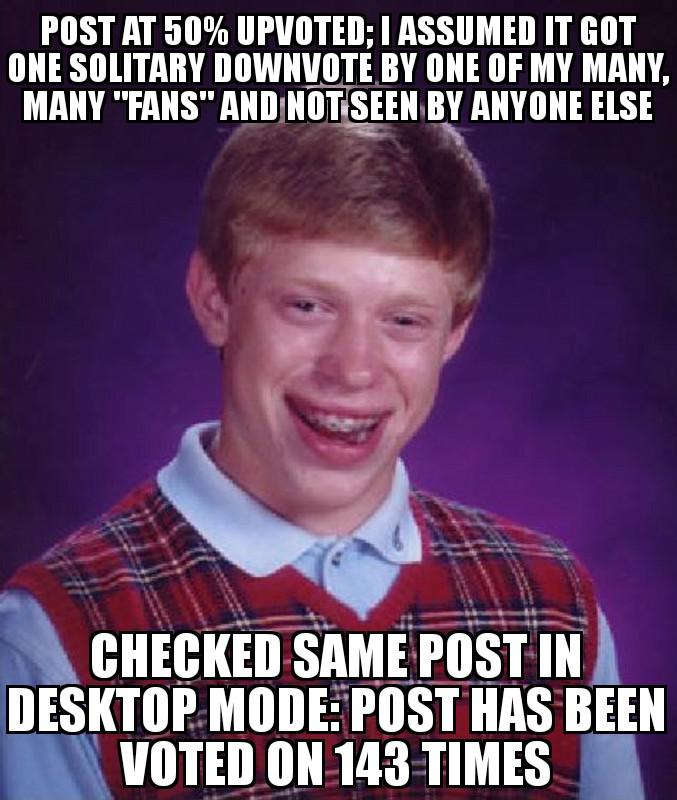 POST AT 50% UPVOTED; I ASSUMED IT GOT
ONE SOLITARY DOWNVOTE BY ONE OF MY MANY,
MANY "FANS" AND NOT SEEN BY ANYONE ELSE
CHECKED SAME POST IN
DESKTOP MODE: POST HAS BEEN
VOTED ON 143 TIMES